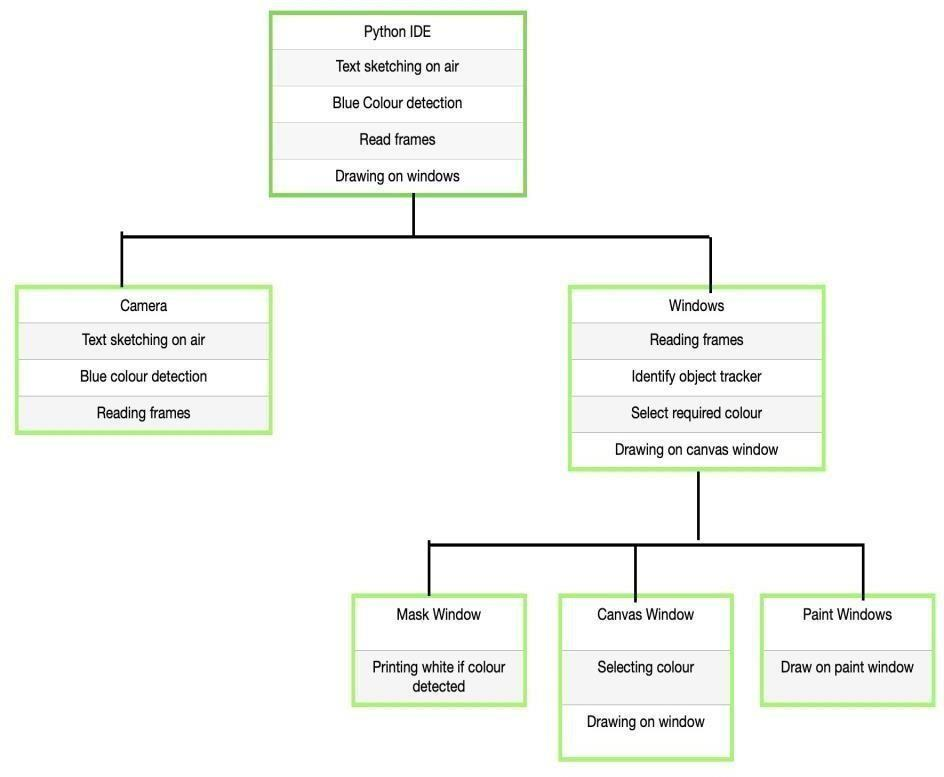 Python IDE
Text sketching on air
Blue Colour detection
Read frames
Drawing on windows
Camera
Text sketching on air
Blue colour detection
Reading frames
Windows
Reading frames
Identify object tracker
Select required colour
Drawing on canvas window
Mask Window
Printing white if colour
detected
Canvas Window
Selecting colour
Drawing on window
Paint Windows
Draw on paint window